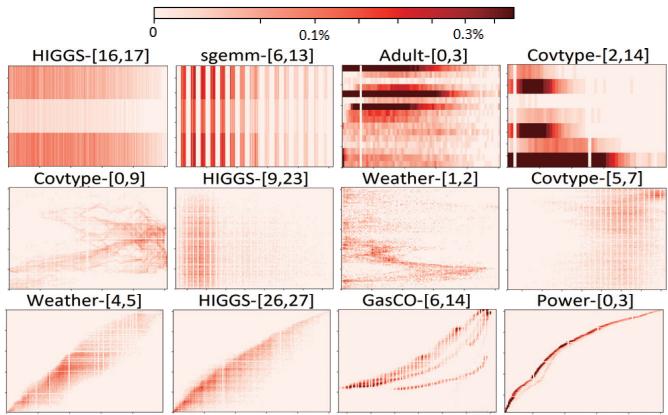 0 0.1% 0.3%
HIGGS-[16,17] sgemm-[6,13] Adult-[0,3] Covtype-[2,14]
Covtype-[0,9] HIGGS-[9,23] Weather-[1,2] Covtype-[5,7]
Weather-[4,5] HIGGS-[26,27] GasCO-[6,14] Power-[0,3]